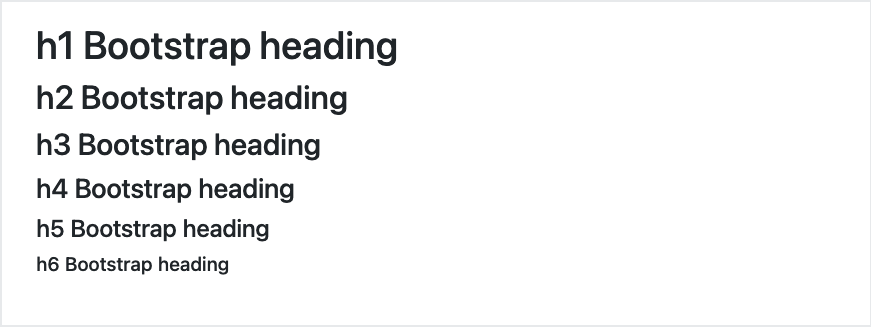 h1 Bootstrap heading
h2 Bootstrap heading
h3 Bootstrap heading
h4 Bootstrap heading
h5 Bootstrap heading
h6 Bootstrap heading